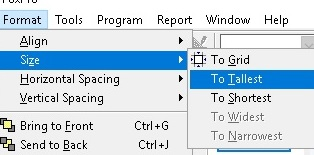 Format Tools Program Report Window Help
Align
Size
To Grid
Horizontal Spacing
To Tallest
Vertical Spacing
To Shortest
To Widest
Bring to Front Ctrl+G
To Narrowest
Send to Back Ctrl+J